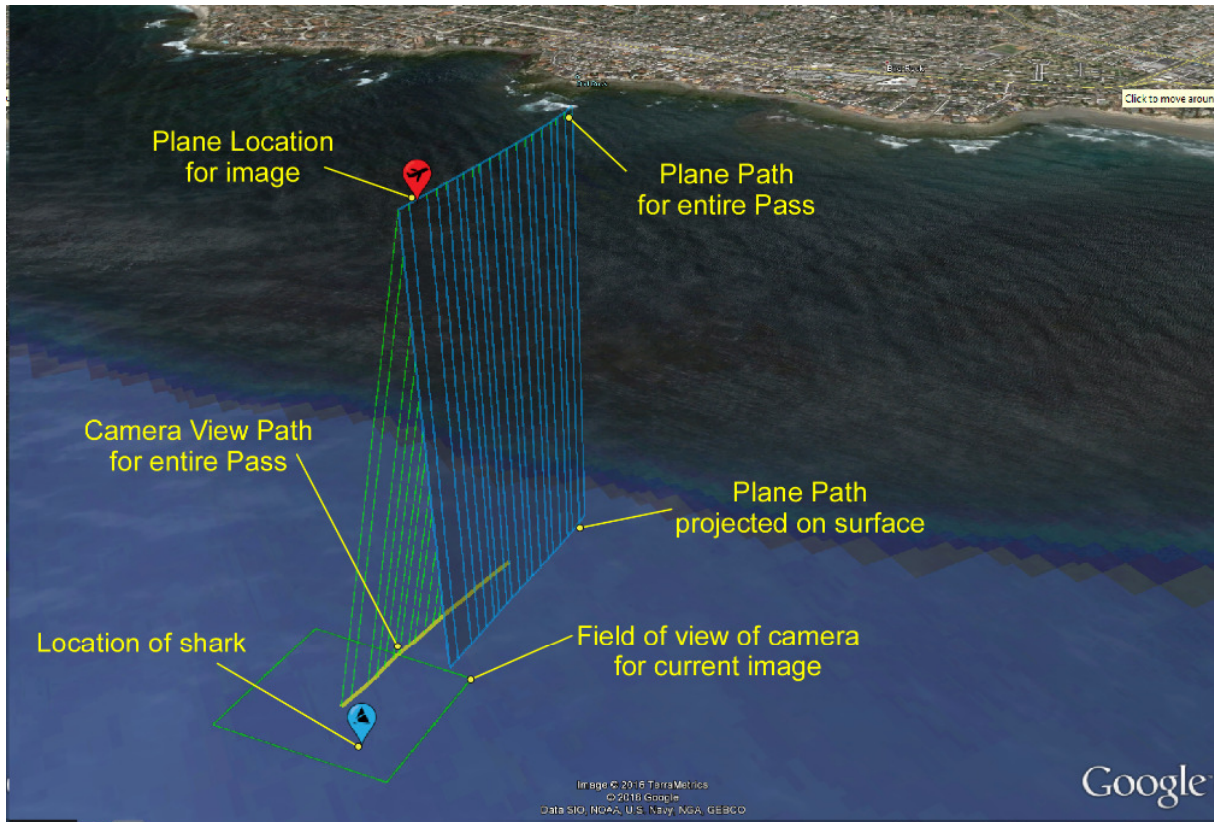 Bird Rock
Click to move aroun
Plane Location
for image
Plane Path
for entire Pass
Camera View Path
for entire Pass
Plane Path
projected on surface
Location of shark
Field of view of camera
for current image
Image © 2016 TerraMetrics
© 2016 Google
Data SIO, NOAA, U.S. Navy, NGA, GEBCO
Google